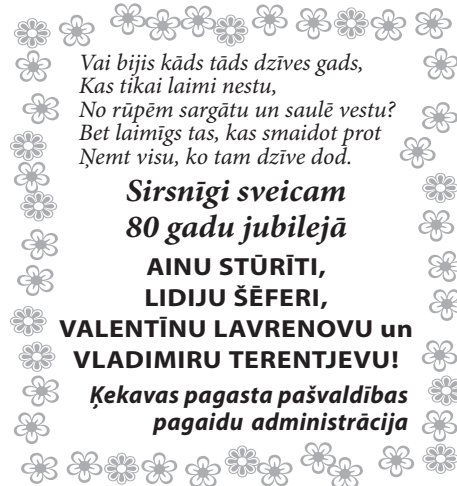 Vai bijis kāds tāds dzīves gads,
Kas tikai laimi nestu,
No rūpēm sargātu un saulē vestu?
Bet laimīgs tas, kas smaidot prot
Ņemt visu, ko tam dzīve dod.
Sirsnīgi sveicam
80 gadu jubilejā
AINU STŪRĪTI,
LIDIJU ŠĒFERI,
VALENTĪNU LAVRENOVU un
VLADIMIRU TERENTJEVU!
Ķekavas pagasta pašvaldības
pagaidu administrācija